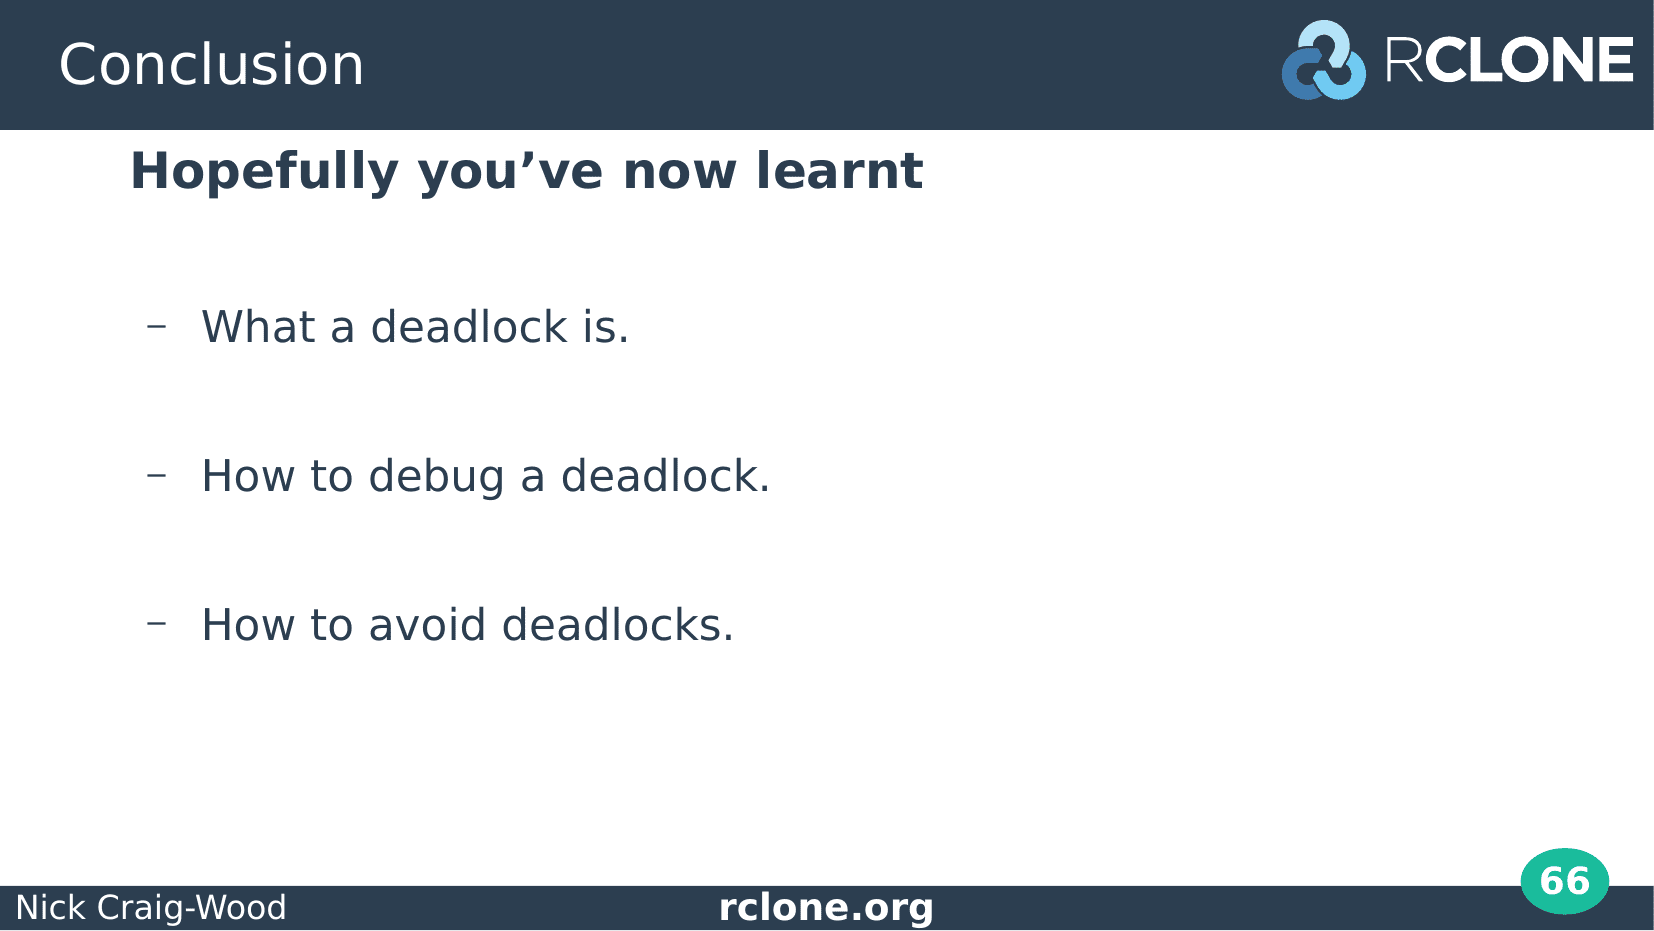 Conclusion
RCLONE
Hopefully you’ve now learnt
– What a deadlock is.
– How to debug a deadlock.
– How to avoid deadlocks.
66
Nick Craig-Wood
rclone.org